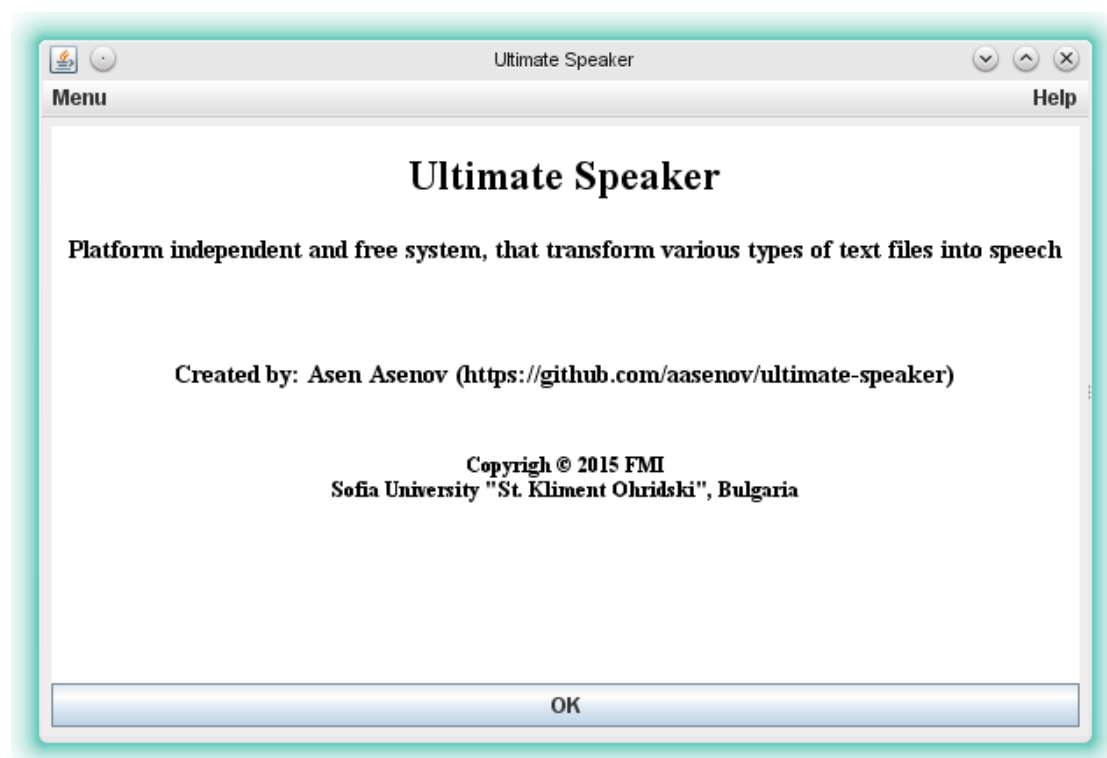 Ultimate Speaker
Menu Help
Ultimate Speaker
Platform independent and free system, that transform various types of text files into speech
Created by: Asen Asenov (https://github.com/aasenov/ultimate-speaker)
Copyrigh © 2015 FMI
Sofia University "St. Kliment Ohridski", Bulgaria
OK